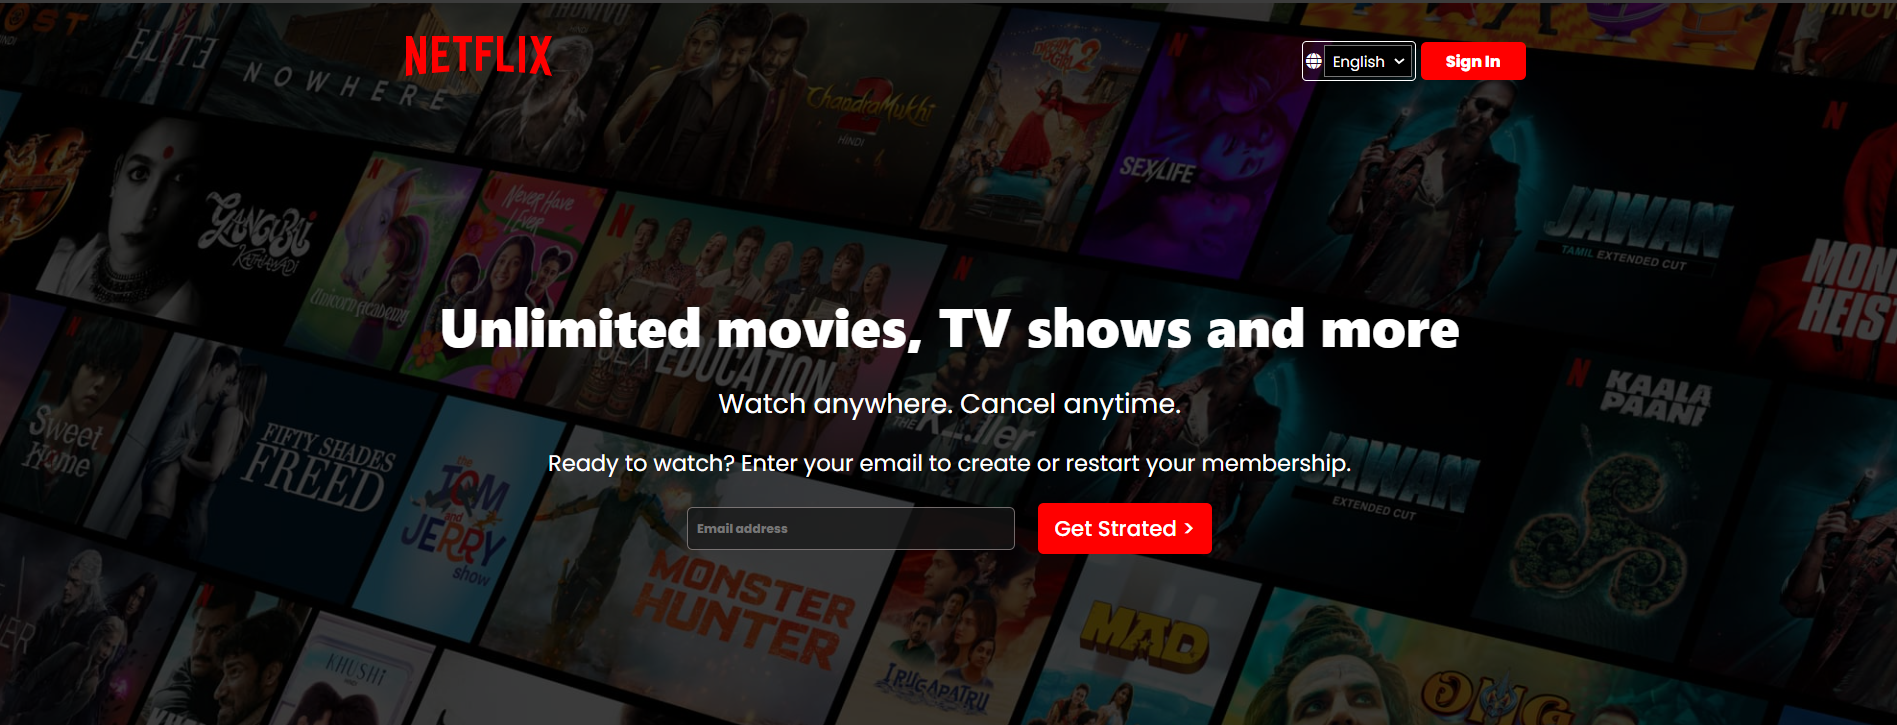 ELITE
NOWHERE
NETFLIX
English
Sign In
ChandraMukhi
2
HINDI
DREAM
GIRL 2
SEX/LIFE
JAWAN
TAMIL EXTENDED CUT
GANGUBAI
KATHIAWADI
Unicorn Academy
Never Have
I Ever
MON
HEIST
Unlimited movies, TV shows and more
EDUCATION
Watch anywhere. Cancel anytime.
THE
KAALA
PAANI
Sweet
Home
FIFTY SHADES
FREED
Ready to watch? Enter your email to create or restart your membership.
JAWAN
EXTENDED CUT
the
TOM
and
JERRY
show
Email address
Get Strated >
MONSTER
HUNTER
MAD
IRUGAPATRU
KHUSHI
OMG